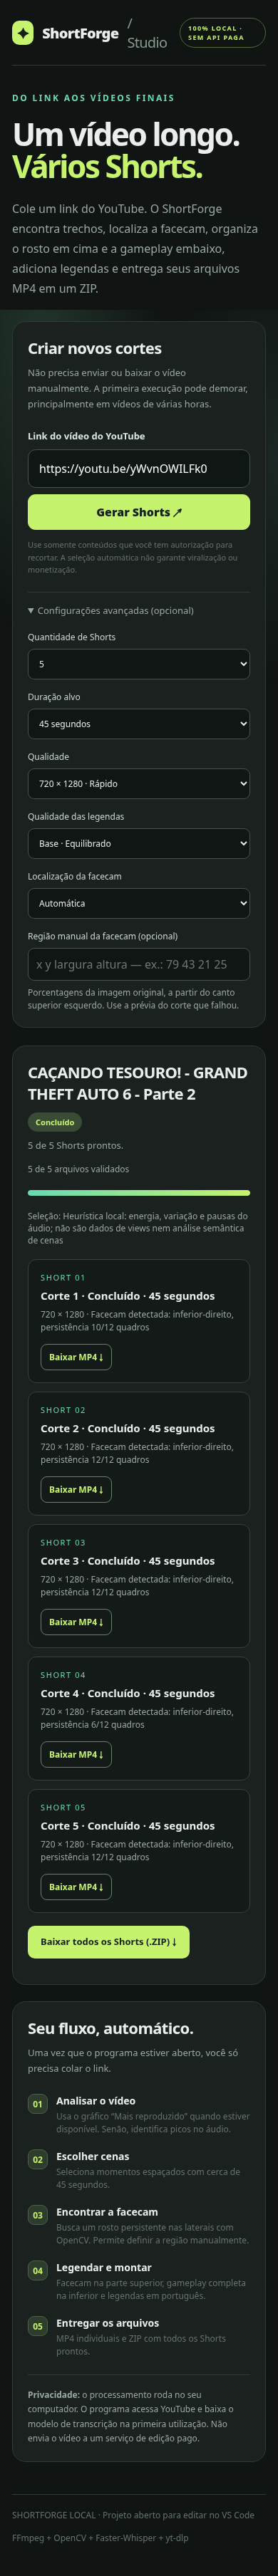 ShortForge
/
Studio
100% LOCAL ·
SEM API PAGA
DO LINK AOS VÍDEOS FINAIS
Um vídeo longo.
Vários Shorts.
Cole um link do YouTube. O ShortForge
encontra trechos, localiza a facecam, organiza
o rosto em cima e a gameplay embaixo,
adiciona legendas e entrega seus arquivos
MP4 em um ZIP.
Criar novos cortes
Não precisa enviar ou baixar o vídeo
manualmente. A primeira execução pode demorar,
principalmente em vídeos de várias horas.
Link do vídeo do YouTube
https://youtu.be/yWvnOWILFk0
Gerar Shorts ↗
Use somente conteúdos que você tem autorização para
recortar. A seleção automática não garante viralização ou
monetização.
▼ Configurações avançadas (opcional)
Quantidade de Shorts
5
Duração alvo
45 segundos
Qualidade
720 × 1280 · Rápido
Qualidade das legendas
Base · Equilibrado
Localização da facecam
Automática
Região manual da facecam (opcional)
x y largura altura — ex.: 79 43 21 25
Porcentagens da imagem original, a partir do canto
superior esquerdo. Use a prévia do corte que falhou.
CAÇANDO TESOURO! - GRAND
THEFT AUTO 6 - Parte 2
Concluído
5 de 5 Shorts prontos.
5 de 5 arquivos validados
Seleção: Heurística local: energia, variação e pausas do
áudio; não são dados de views nem análise semântica
de cenas
SHORT 01
Corte 1 · Concluído · 45 segundos
720 × 1280 · Facecam detectada: inferior-direito,
persistência 10/12 quadros
Baixar MP4 ↓
SHORT 02
Corte 2 · Concluído · 45 segundos
720 × 1280 · Facecam detectada: inferior-direito,
persistência 12/12 quadros
Baixar MP4 ↓
SHORT 03
Corte 3 · Concluído · 45 segundos
720 × 1280 · Facecam detectada: inferior-direito,
persistência 12/12 quadros
Baixar MP4 ↓
SHORT 04
Corte 4 · Concluído · 45 segundos
720 × 1280 · Facecam detectada: inferior-direito,
persistência 6/12 quadros
Baixar MP4 ↓
SHORT 05
Corte 5 · Concluído · 45 segundos
720 × 1280 · Facecam detectada: inferior-direito,
persistência 12/12 quadros
Baixar MP4 ↓
Baixar todos os Shorts (.ZIP) ↓
Seu fluxo, automático.
Uma vez que o programa estiver aberto, você só
precisa colar o link.
01
Analisar o vídeo
Usa o gráfico “Mais reproduzido” quando estiver
disponível. Senão, identifica picos no áudio.
02
Escolher cenas
Seleciona momentos espaçados com cerca de
45 segundos.
03
Encontrar a facecam
Busca um rosto persistente nas laterais com
OpenCV. Permite definir a região manualmente.
04
Legendar e montar
Facecam na parte superior, gameplay completa
na inferior e legendas em português.
05
Entregar os arquivos
MP4 individuais e ZIP com todos os Shorts
prontos.
Privacidade: o processamento roda no seu
computador. O programa acessa YouTube e baixa o
modelo de transcrição na primeira utilização. Não
envia o vídeo a um serviço de edição pago.
SHORTFORGE LOCAL · Projeto aberto para editar no VS Code
FFmpeg + OpenCV + Faster-Whisper + yt-dlp